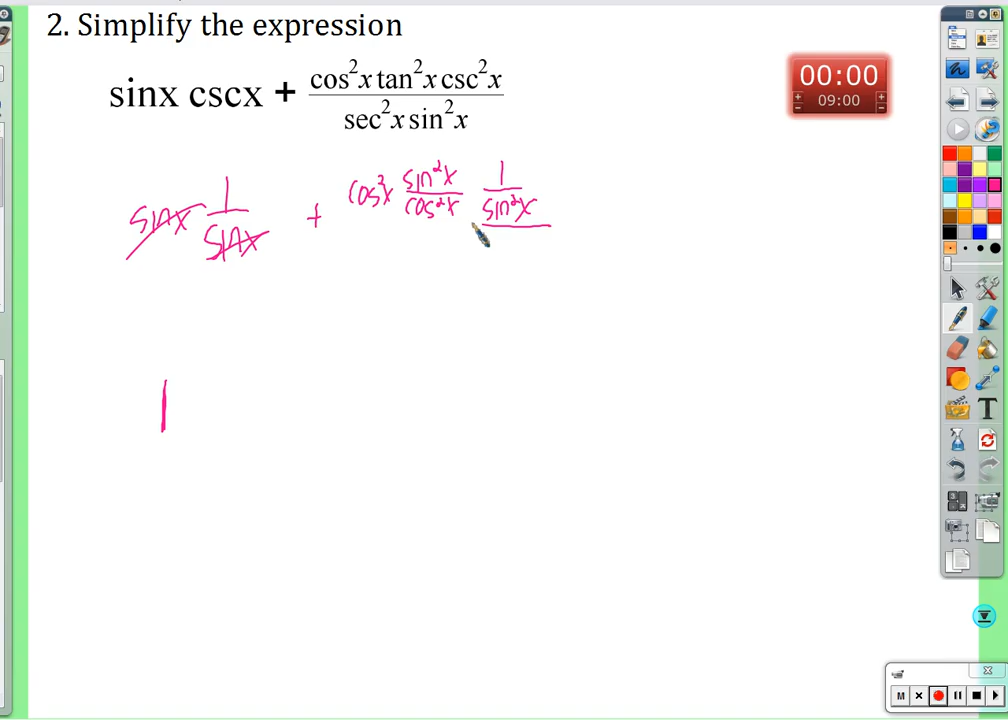 2. Simplify the expression
sinx cscx + cos²x tan²x csc²x / sec²x sin²x
00:00
09:00
sinx 1/sinx + cos²x sin²x/cos²x 1/sin²x
1
T
M